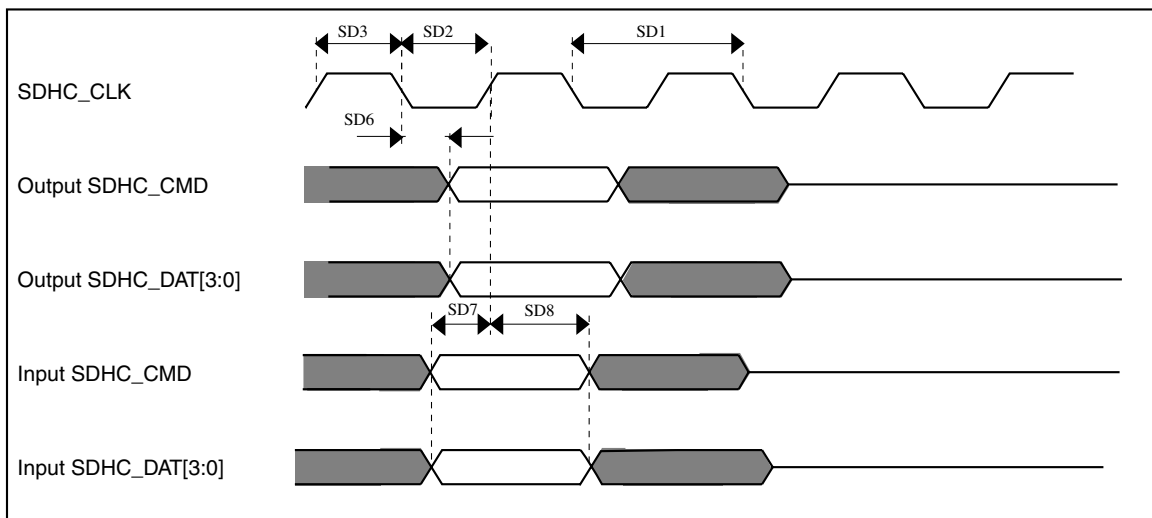 SD3
SD2
SD1
SDHC_CLK
SD6
Output SDHC_CMD
Output SDHC_DAT[3:0]
SD7
SD8
Input SDHC_CMD
Input SDHC_DAT[3:0]